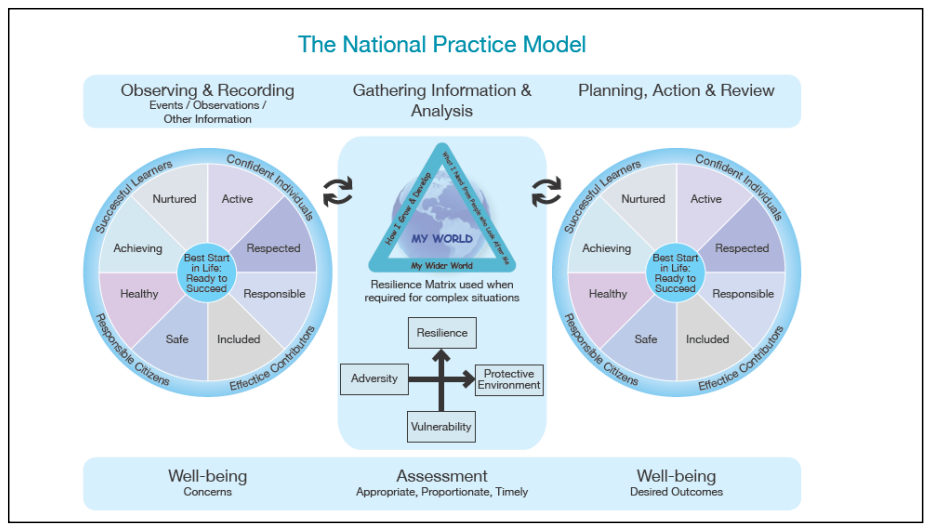 The National Practice Model
Observing & Recording
Events / Observations /
Other Information
Gathering Information &
Analysis
Planning, Action & Review
Successful Learners
Confident Individuals
Nurtured
Active
Achieving
Respected
Best Start
in Life:
Ready to
Succeed
Healthy
Responsible
Safe
Included
Responsible Citizens
Effectice Contributors
How I Grow & Develop
What I Need from People who Look After Me
MY WORLD
My Wider World
Resilience Matrix used when
required for complex situations
Resilience
Adversity
Protective
Environment
Vulnerability
Successful Learners
Confident Individuals
Nurtured
Active
Achieving
Respected
Best Start
in Life:
Ready to
Succeed
Healthy
Responsible
Safe
Included
Responsible Citizens
Effectice Contributors
Well-being
Concerns
Assessment
Appropriate, Proportionate, Timely
Well-being
Desired Outcomes